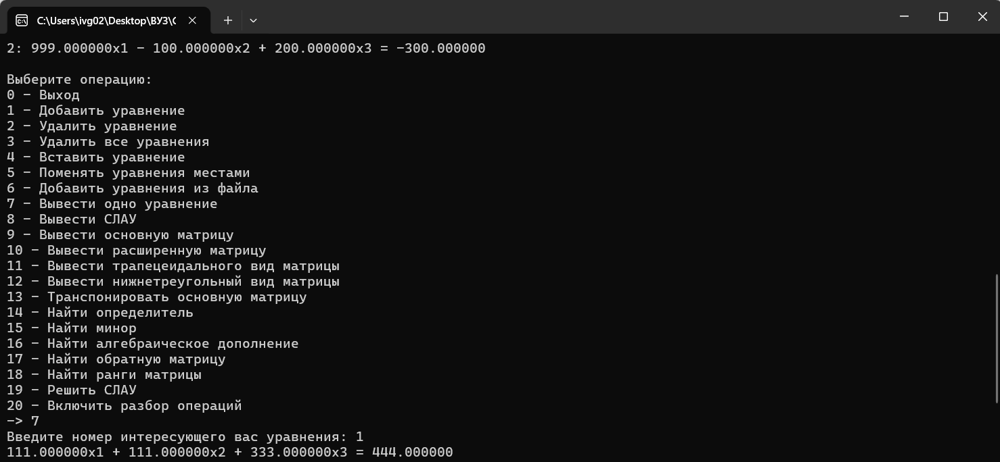 C:\Users\ivg02\Desktop\ВУЗ\С
2: 999.000000x1 - 100.000000x2 + 200.000000x3 = -300.000000
Выберите операцию:
0 - Выход
1 - Добавить уравнение
2 - Удалить уравнение
3 - Удалить все уравнения
4 - Вставить уравнение
5 - Поменять уравнения местами
6 - Добавить уравнения из файла
7 - Вывести одно уравнение
8 - Вывести СЛАУ
9 - Вывести основную матрицу
10 - Вывести расширенную матрицу
11 - Вывести трапецеидального вид матрицы
12 - Вывести нижнетреугольный вид матрицы
13 - Транспонировать основную матрицу
14 - Найти определитель
15 - Найти минор
16 - Найти алгебраическое дополнение
17 - Найти обратную матрицу
18 - Найти ранги матрицы
19 - Решить СЛАУ
20 - Включить разбор операций
-> 7
Введите номер интересующего вас уравнения: 1
111.000000x1 + 111.000000x2 + 333.000000x3 = 444.000000